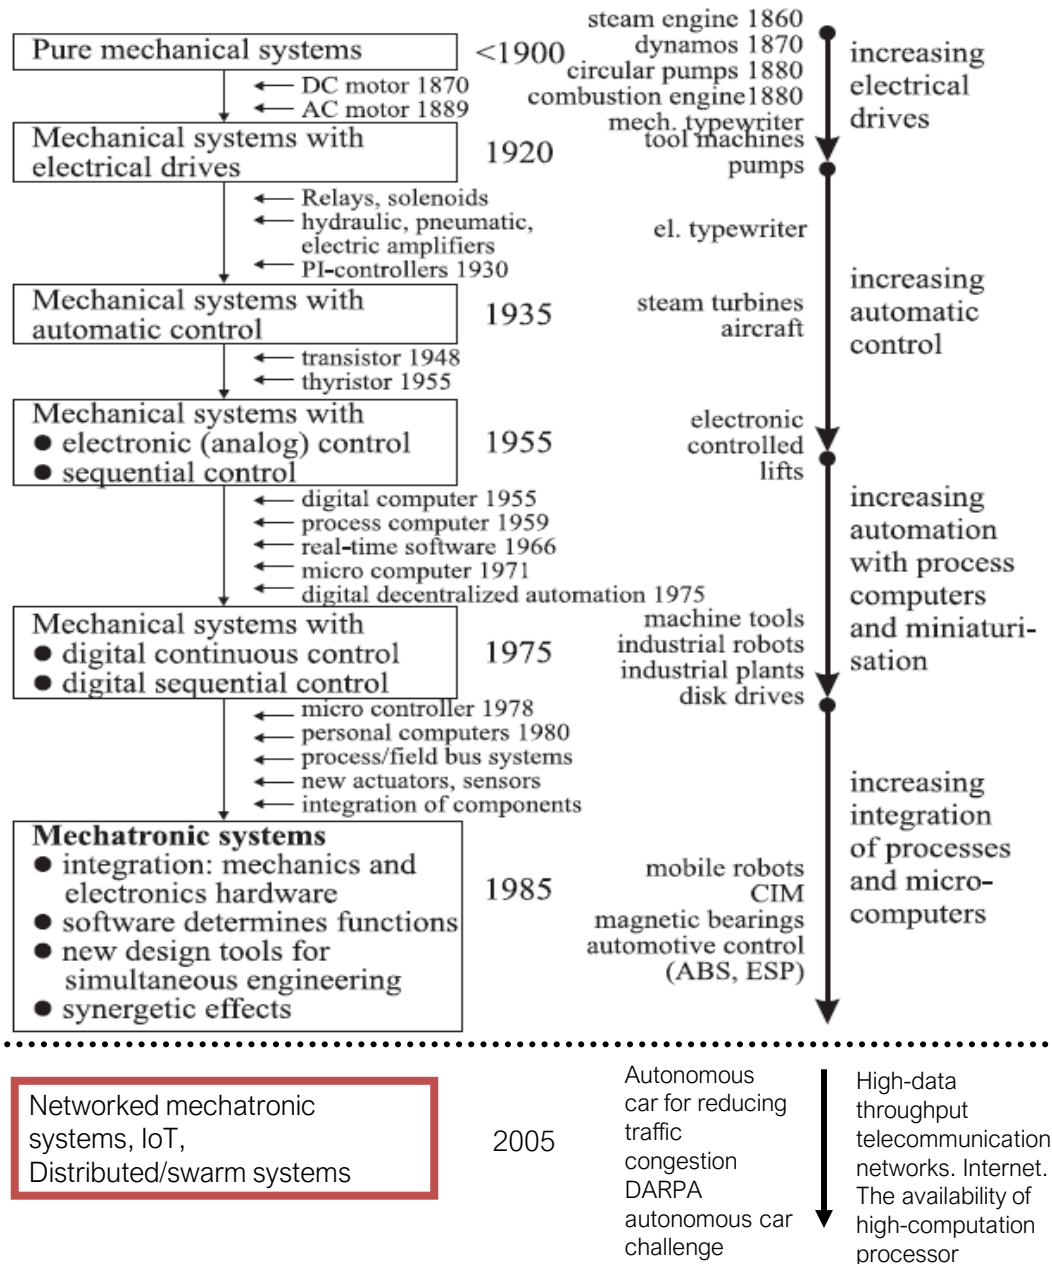 steam engine 1860
Pure mechanical systems
<1900
dynamos 1870
circular pumps 1880
combustion engine1880
mech. typewriter
tool machines
pumps
increasing
electrical
drives
DC motor 1870
AC motor 1889
Mechanical systems with
electrical drives
1920
Relays, solenoids
hydraulic, pneumatic,
electric amplifiers
PI-controllers 1930
el. typewriter
Mechanical systems with
automatic control
1935
steam turbines
aircraft
increasing
automatic
control
transistor 1948
thyristor 1955
Mechanical systems with
● electronic (analog) control
● sequential control
1955
electronic
controlled
lifts
digital computer 1955
process computer 1959
real-time software 1966
micro computer 1971
digital decentralized automation 1975
increasing
automation
with process
computers
and miniaturi-
sation
Mechanical systems with
● digital continuous control
● digital sequential control
1975
machine tools
industrial robots
industrial plants
disk drives
micro controller 1978
personal computers 1980
process/field bus systems
new actuators, sensors
integration of components
Mechatronic systems
● integration: mechanics and
electronics hardware
● software determines functions
● new design tools for
simultaneous engineering
● synergetic effects
1985
mobile robots
CIM
magnetic bearings
automotive control
(ABS, ESP)
increasing
integration
of processes
and micro-
computers
Networked mechatronic
systems, IoT,
Distributed/swarm systems
2005
Autonomous
car for reducing
traffic
congestion
DARPA
autonomous car
challenge
High-data
throughput
telecommunication
networks. Internet.
The availability of
high-computation
processor